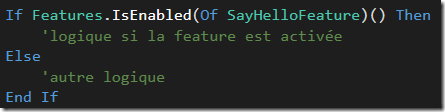 If Features.IsEnabled(Of SayHelloFeature)() Then
    'logique si la feature est activée
Else
    'autre logique
End If